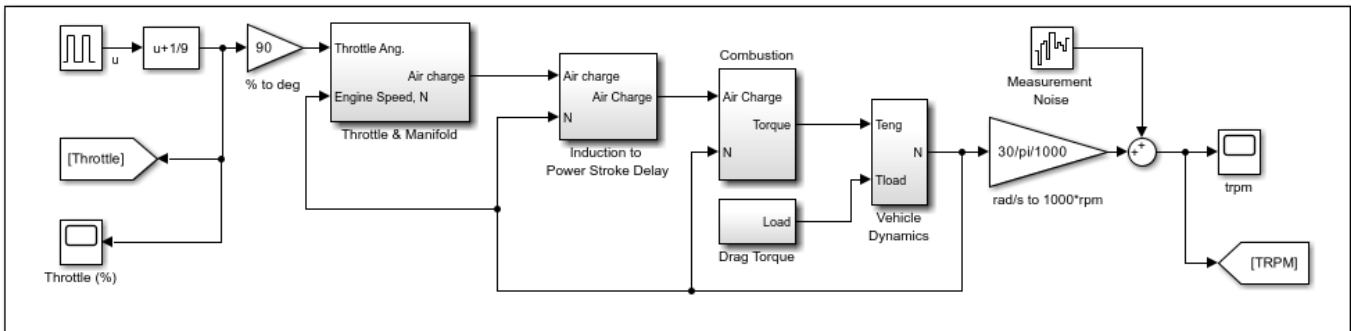 u
u+1/9
90
% to deg
Throttle Ang.
Air charge
Engine Speed, N
Throttle & Manifold
Air charge
Air Charge
N
Induction to
Power Stroke Delay
Combustion
Air Charge
Torque
N
Load
Drag Torque
Teng
N
Tload
Vehicle
Dynamics
30/pi/1000
rad/s to 1000*rpm
Measurement
Noise
+
+
trpm
[Throttle]
Throttle (%)
[TRPM]